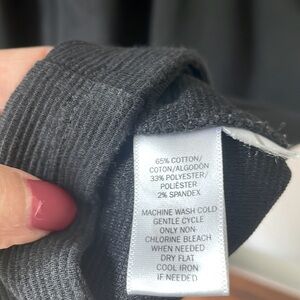 65% COTTON/
COTON/ALGODÓN
33% POLYESTER/
POLIÉSTER
2% SPANDEX
MACHINE WASH COLD
GENTLE CYCLE
ONLY NON-
CHLORINE BLEACH
WHEN NEEDED
DRY FLAT
COOL IRON
IF NEEDED